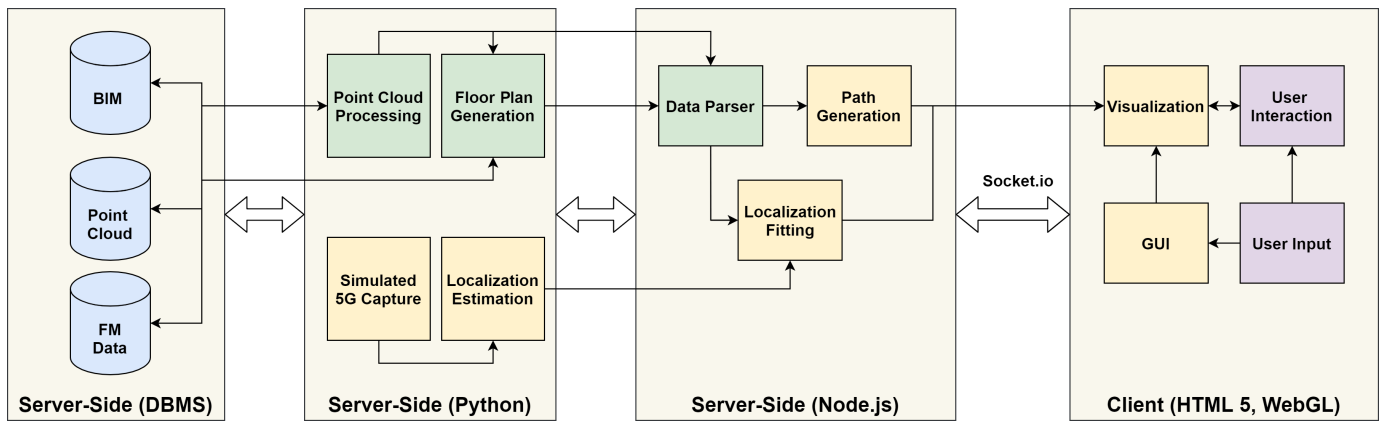 BIM
Point
Cloud
FM
Data
Server-Side (DBMS)
Point Cloud
Processing
Floor Plan
Generation
Simulated
5G Capture
Localization
Estimation
Server-Side (Python)
Data Parser
Path
Generation
Localization
Fitting
Server-Side (Node.js)
Socket.io
Visualization
User
Interaction
GUI
User Input
Client (HTML 5, WebGL)